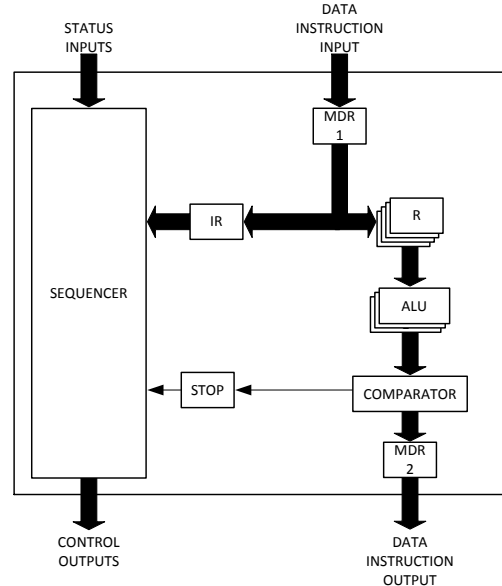 STATUS
INPUTS
DATA
INSTRUCTION
INPUT
MDR
1
IR
R
SEQUENCER
ALU
STOP
COMPARATOR
MDR
2
CONTROL
OUTPUTS
DATA
INSTRUCTION
OUTPUT